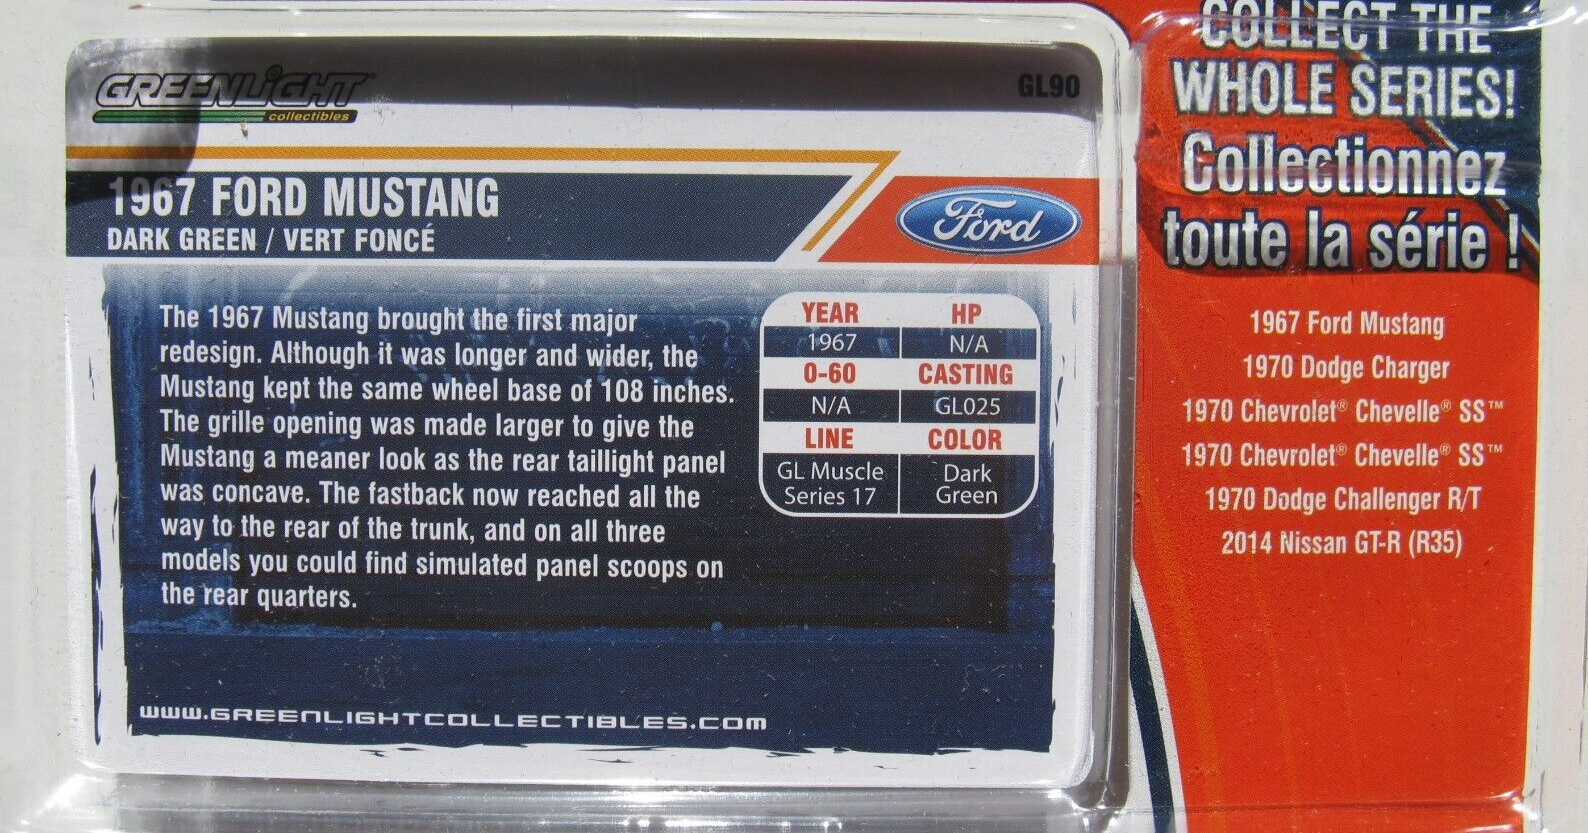 GREENLIGHT®
collectibles
GL90
1967 FORD MUSTANG
DARK GREEN / VERT FONCÉ
Ford
The 1967 Mustang brought the first major
redesign. Although it was longer and wider, the
Mustang kept the same wheel base of 108 inches.
The grille opening was made larger to give the
Mustang a meaner look as the rear taillight panel
was concave. The fastback now reached all the
way to the rear of the trunk, and on all three
models you could find simulated panel scoops on
the rear quarters.
YEAR HP
1967 N/A
0-60 CASTING
N/A GL025
LINE COLOR
GL Muscle Dark
Series 17 Green
www.greenlightcollectibles.com
COLLECT THE
WHOLE SERIES!
Collectionnez
toute la série !
1967 Ford Mustang
1970 Dodge Charger
1970 Chevrolet® Chevelle® SS™
1970 Chevrolet® Chevelle® SS™
1970 Dodge Challenger R/T
2014 Nissan GT-R (R35)